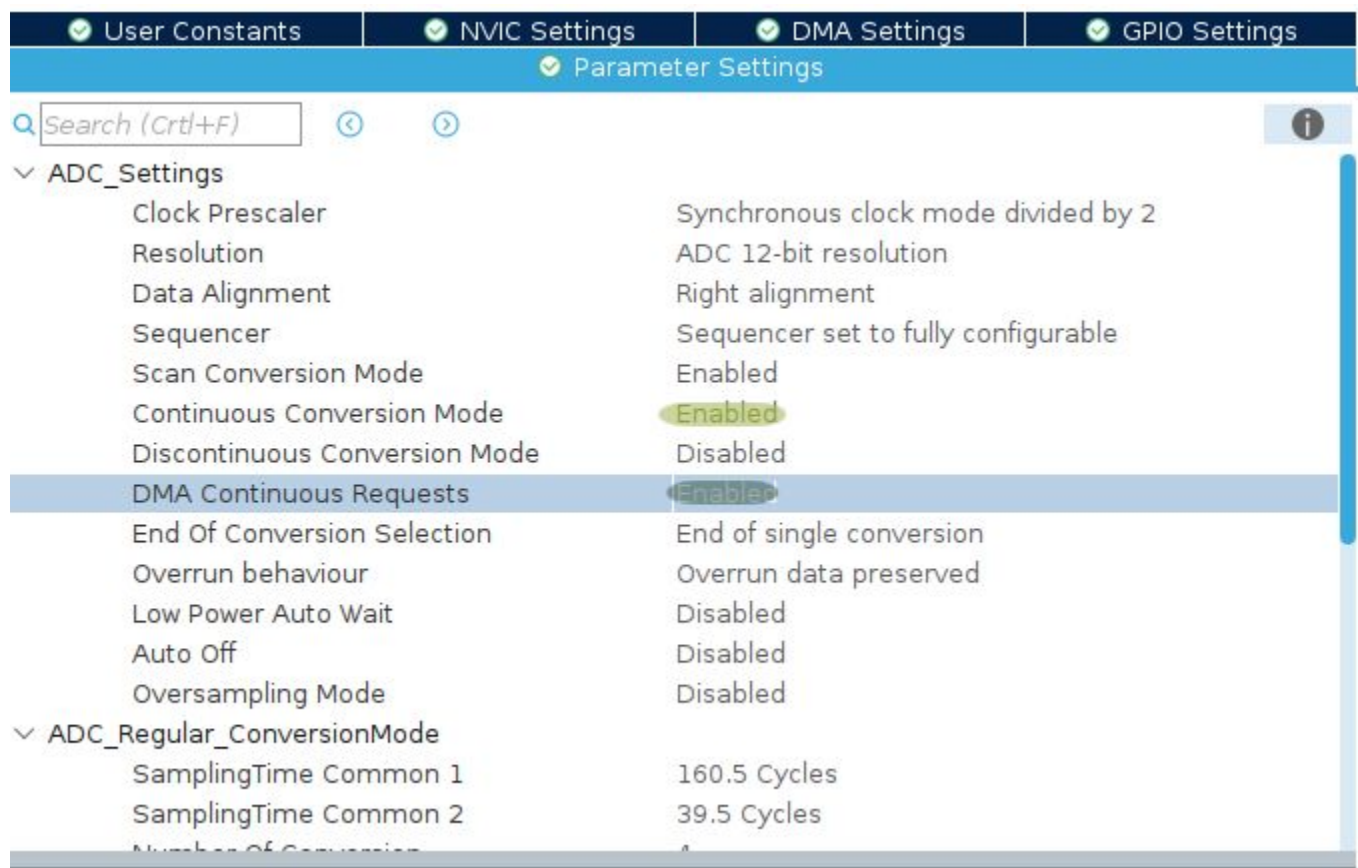 User Constants NVIC Settings DMA Settings GPIO Settings
Parameter Settings
Search (Crtl+F)
ADC_Settings
Clock Prescaler Synchronous clock mode divided by 2
Resolution ADC 12-bit resolution
Data Alignment Right alignment
Sequencer Sequencer set to fully configurable
Scan Conversion Mode Enabled
Continuous Conversion Mode Enabled
Discontinuous Conversion Mode Disabled
DMA Continuous Requests Enabled
End Of Conversion Selection End of single conversion
Overrun behaviour Overrun data preserved
Low Power Auto Wait Disabled
Auto Off Disabled
Oversampling Mode Disabled
ADC_Regular_ConversionMode
SamplingTime Common 1 160.5 Cycles
SamplingTime Common 2 39.5 Cycles
Number Of Conversion